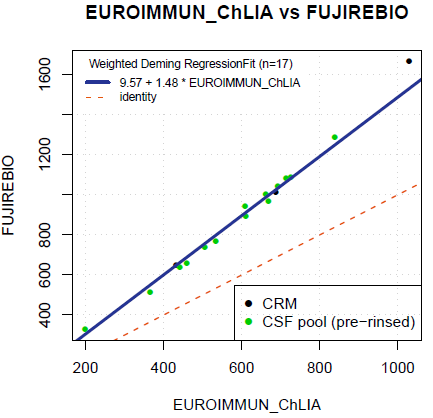 EUROIMMUN_ChLIA vs FUJIREBIO
Weighted Deming RegressionFit (n=17)
9.57 + 1.48 * EUROIMMUN_ChLIA
identity
FUJIREBIO
1600
1200
800
600
400
CRM
CSF pool (pre-rinsed)
200 400 600 800 1000
EUROIMMUN_ChLIA